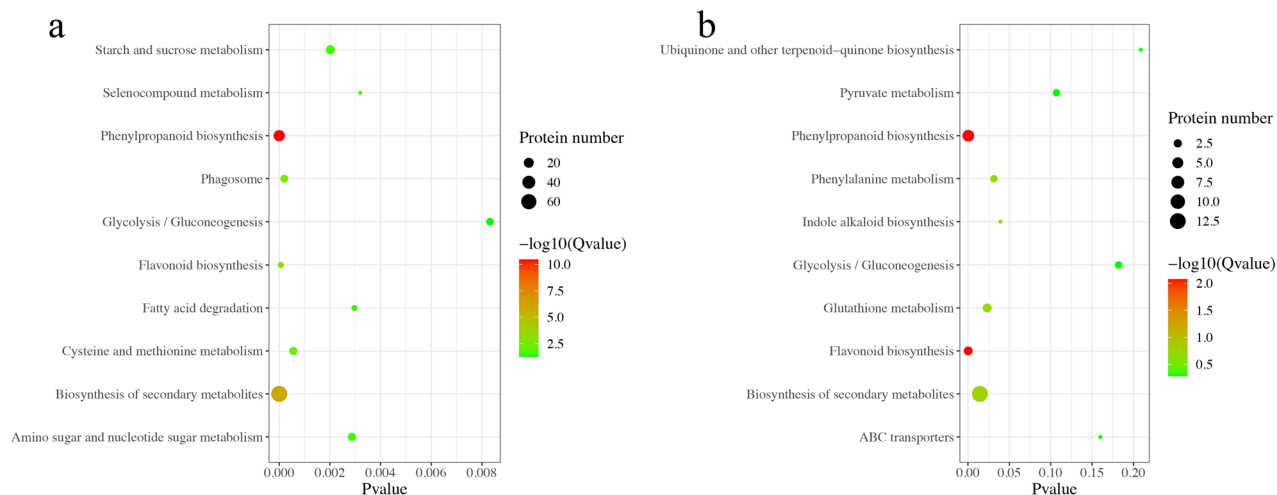 a
Starch and sucrose metabolism
Selenocompound metabolism
Phenylpropanoid biosynthesis
Phagosome
Glycolysis / Gluconeogenesis
Flavonoid biosynthesis
Fatty acid degradation
Cysteine and methionine metabolism
Biosynthesis of secondary metabolites
Amino sugar and nucleotide sugar metabolism
0.000 0.002 0.004 0.006 0.008
Pvalue
Protein number
20
40
60
−log10(Qvalue)
10.0
7.5
5.0
2.5
b
Ubiquinone and other terpenoid−quinone biosynthesis
Pyruvate metabolism
Phenylpropanoid biosynthesis
Phenylalanine metabolism
Indole alkaloid biosynthesis
Glycolysis / Gluconeogenesis
Glutathione metabolism
Flavonoid biosynthesis
Biosynthesis of secondary metabolites
ABC transporters
0.00 0.05 0.10 0.15 0.20
Pvalue
Protein number
2.5
5.0
7.5
10.0
12.5
−log10(Qvalue)
2.0
1.5
1.0
0.5